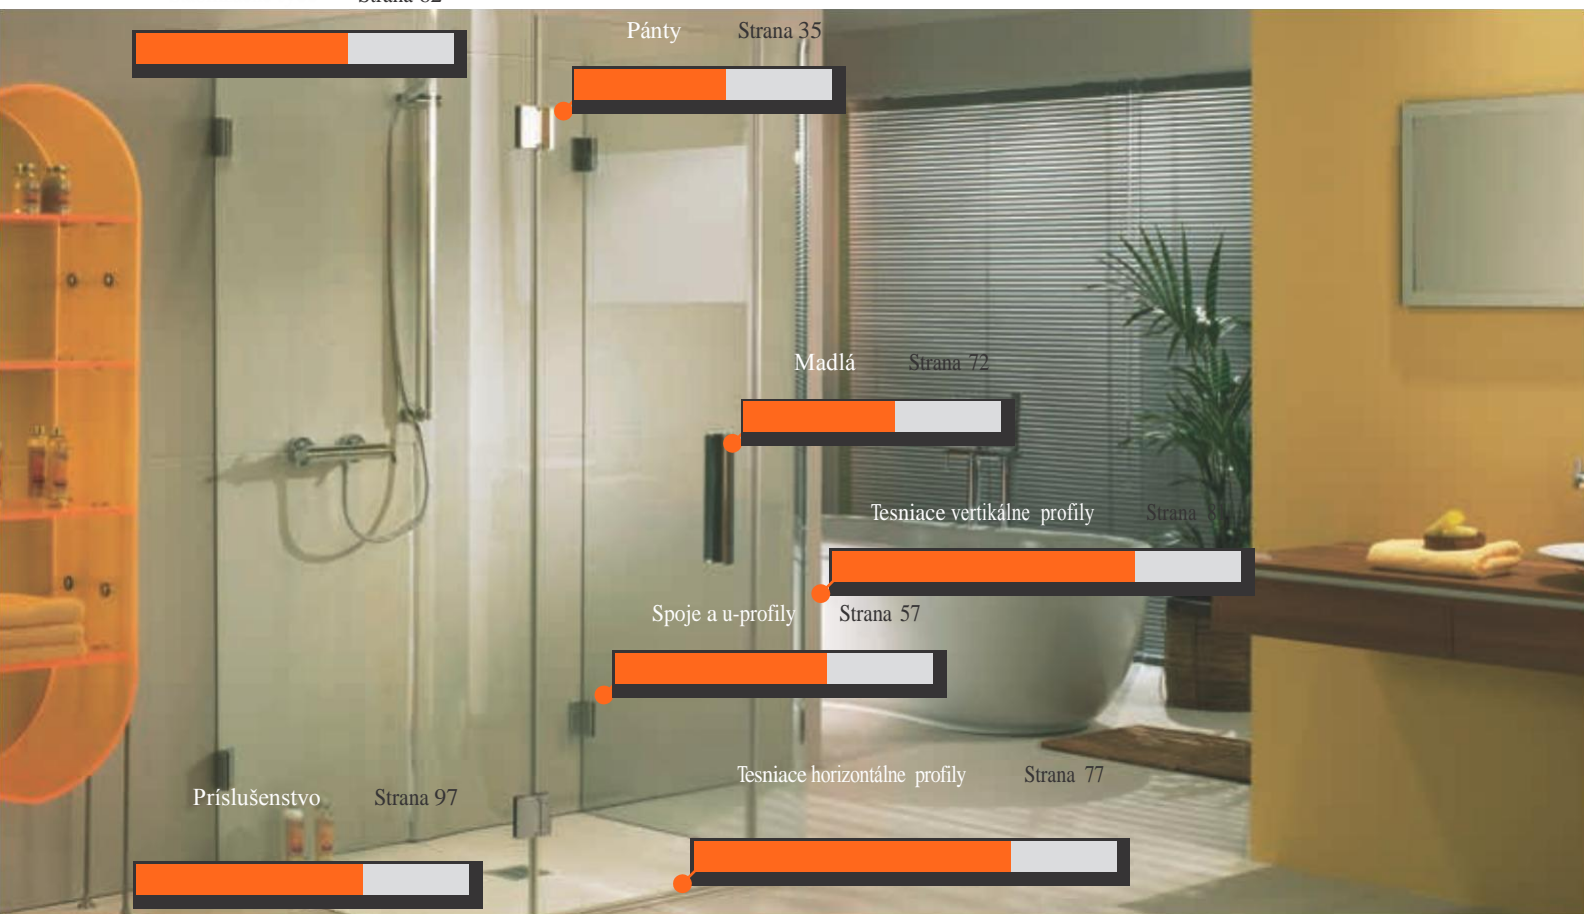 Pánty Strana 35
Madlá Strana 72
Tesniace vertikálne profily Strana
Spoje a u-profily Strana 57
Tesniace horizontálne profily Strana 77
Príslušenstvo Strana 97